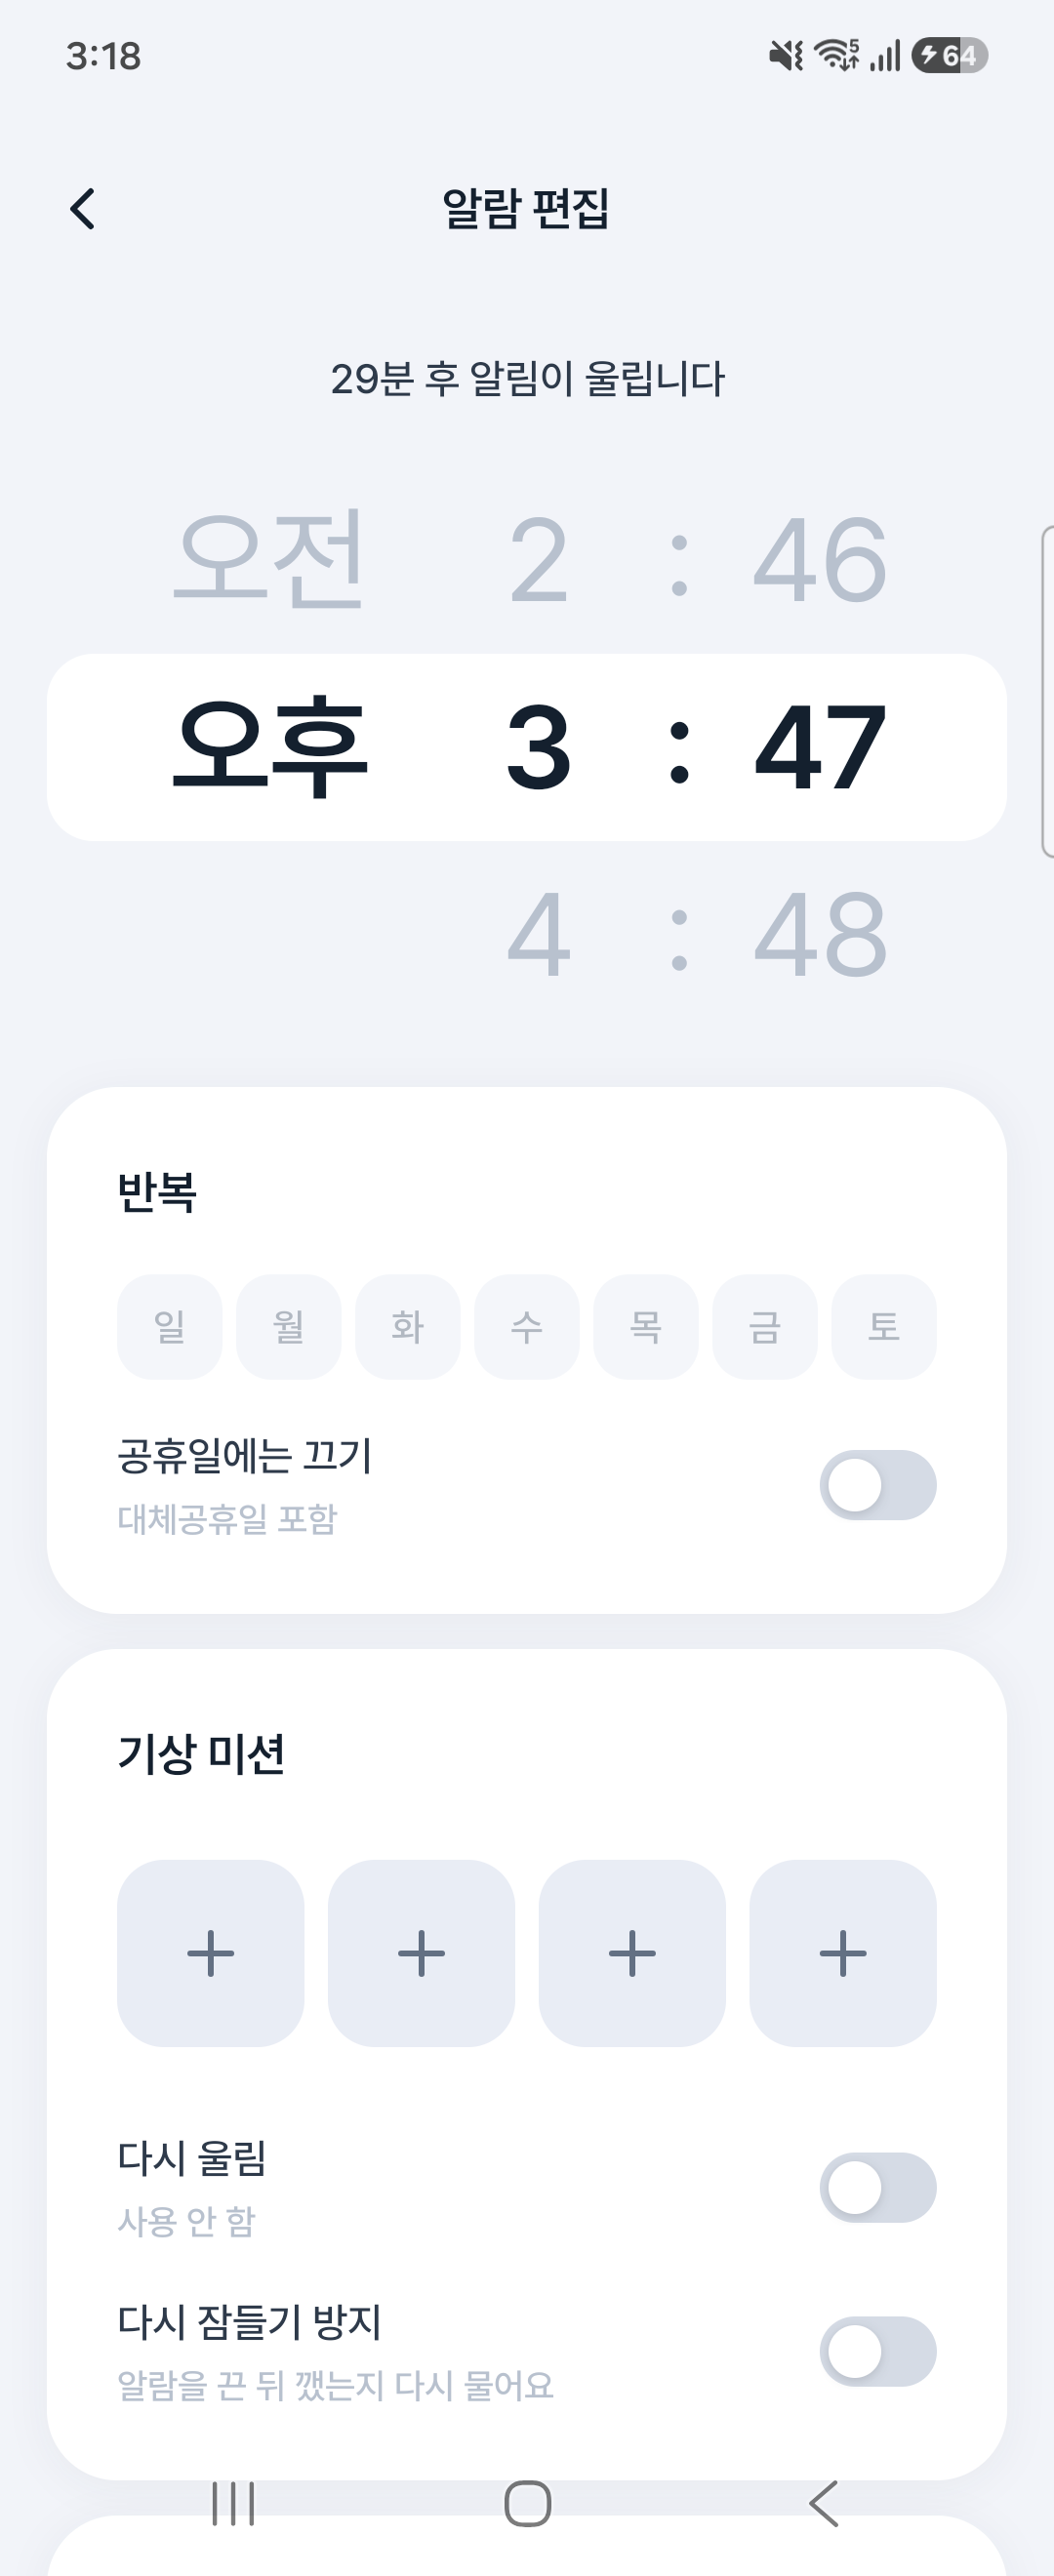 3:18
5
64
알람 편집
29분 후 알림이 울립니다
오전 2 : 46
오후 3 : 47
4 : 48
반복
일 월 화 수 목 금 토
공휴일에는 끄기
대체공휴일 포함
기상 미션
다시 울림
사용 안 함
다시 잠들기 방지
알람을 끈 뒤 깼는지 다시 물어요